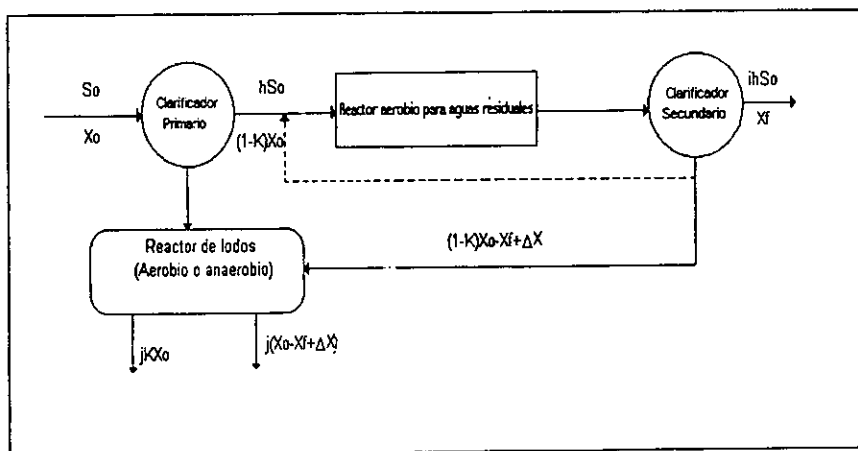 So
Xo
Clarificador
Primario
hSo
(1-K)Xo
Reactor aerobio para aguas residuales
Clarificador
Secundario
ihSo
Xf
(1-K)Xo-Xf+ΔX
Reactor de lodos
(Aerobio o anaerobio)
jKXo
j(Xo-Xf+ΔX)